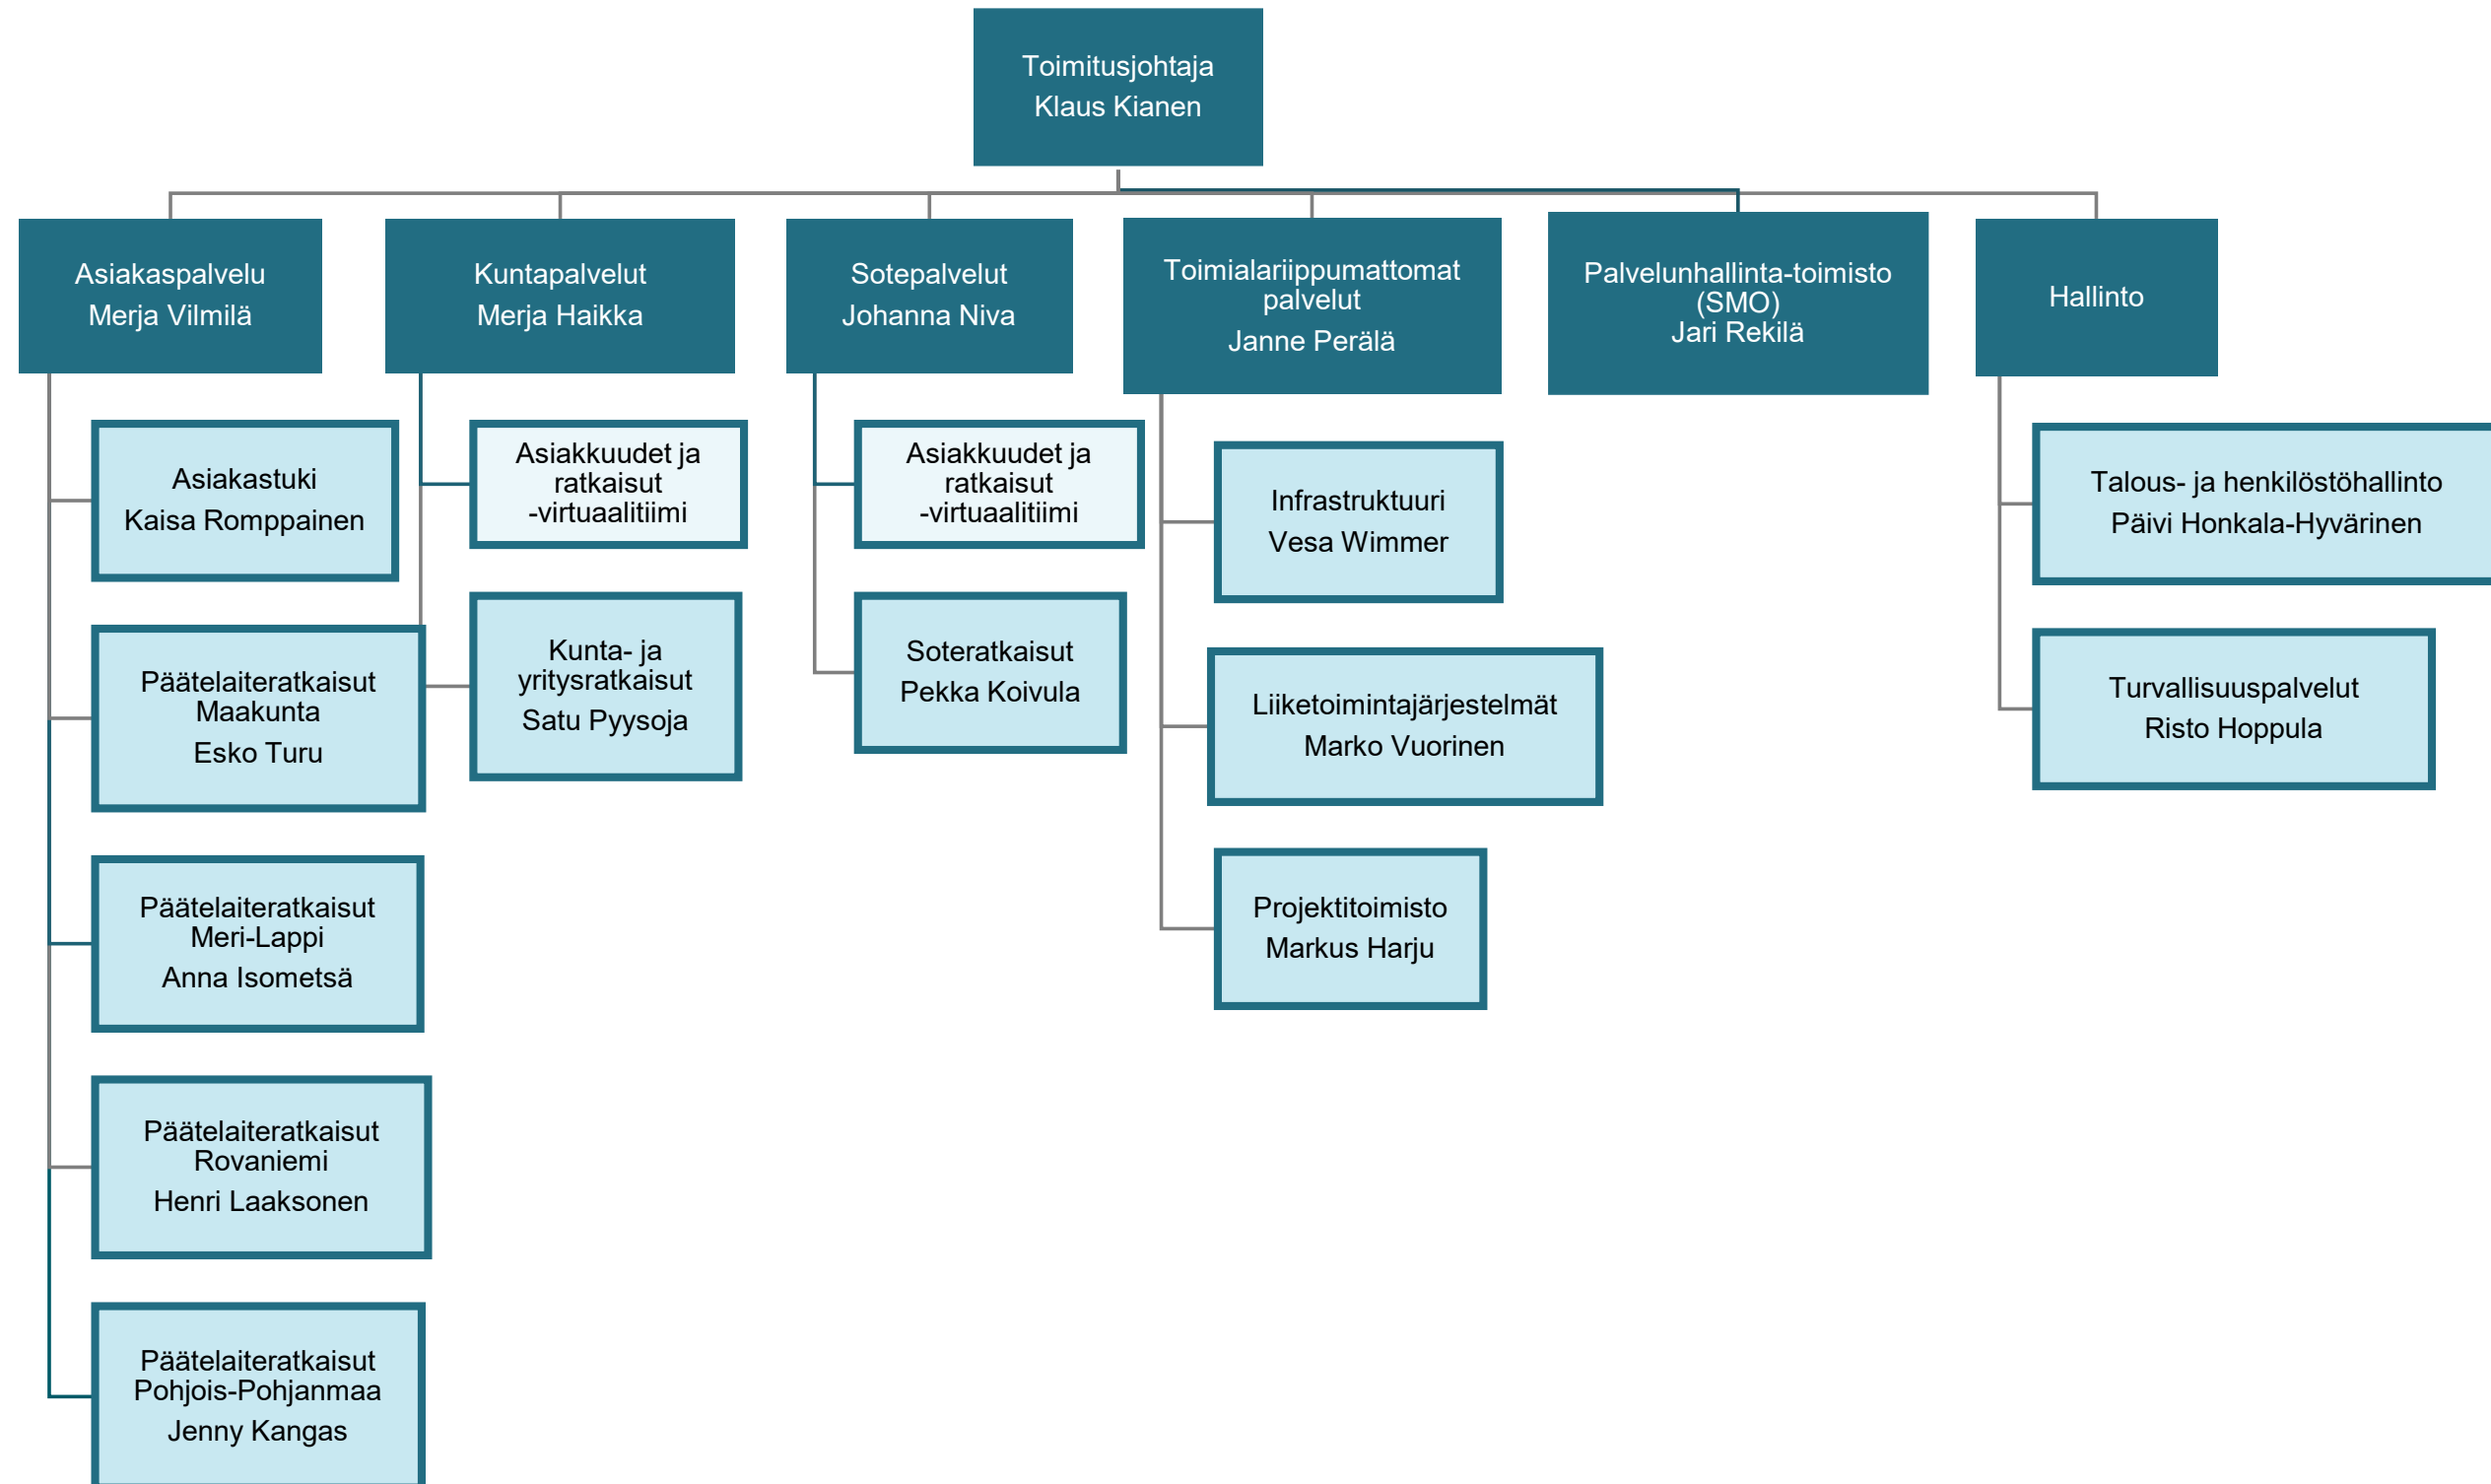 Toimitusjohtaja
Klaus Kianen
Asiakaspalvelu
Merja Vilmilä
Kuntapalvelut
Merja Haikka
Sotepalvelut
Johanna Niva
Toimialariippumattomat
palvelut
Janne Perälä
Palvelunhallinta-toimisto
(SMO)
Jari Rekilä
Hallinto
Asiakastuki
Kaisa Romppainen
Päätelaiteratkaisut
Maakunta
Esko Turu
Päätelaiteratkaisut
Meri-Lappi
Anna Isometsä
Päätelaiteratkaisut
Rovaniemi
Henri Laaksonen
Päätelaiteratkaisut
Pohjois-Pohjanmaa
Jenny Kangas
Asiakkuudet ja
ratkaisut
-virtuaalitiimi
Kunta- ja
yritysratkaisut
Satu Pyysoja
Asiakkuudet ja
ratkaisut
-virtuaalitiimi
Soteratkaisut
Pekka Koivula
Infrastruktuuri
Vesa Wimmer
Liiketoimintajärjestelmät
Marko Vuorinen
Projektitoimisto
Markus Harju
Talous- ja henkilöstöhallinto
Päivi Honkala-Hyvärinen
Turvallisuuspalvelut
Risto Hoppula